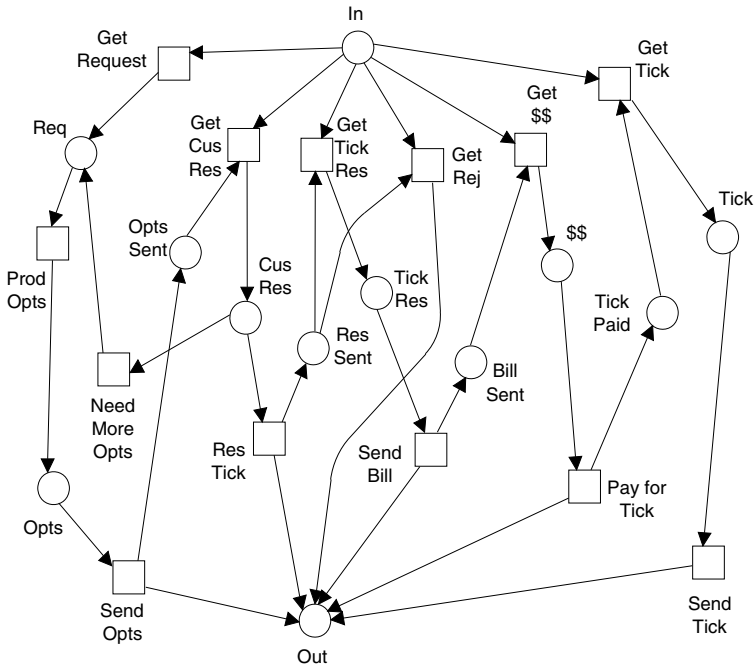 In
Get
Request
Get
Tick
Get
$$
Req
Get
Cus
Res
Get
Tick
Res
Get
Rej
Tick
Opts
Sent
$$
Prod
Opts
Cus
Res
Tick
Res
Tick
Paid
Res
Sent
Bill
Sent
Need
More
Opts
Res
Tick
Send
Bill
Pay for
Tick
Opts
Send
Opts
Send
Tick
Out